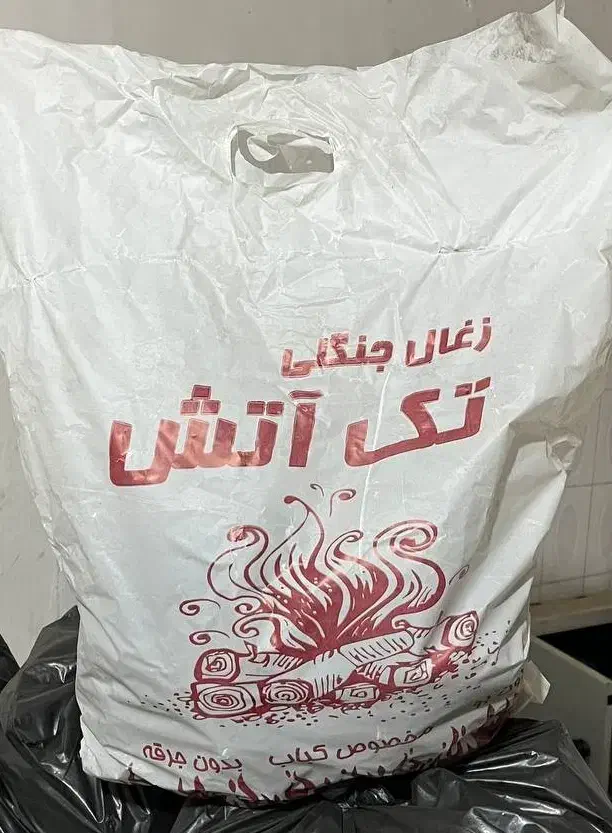 زغال جنگلی
تک آتش
مخصوص کباب بدون جرقه